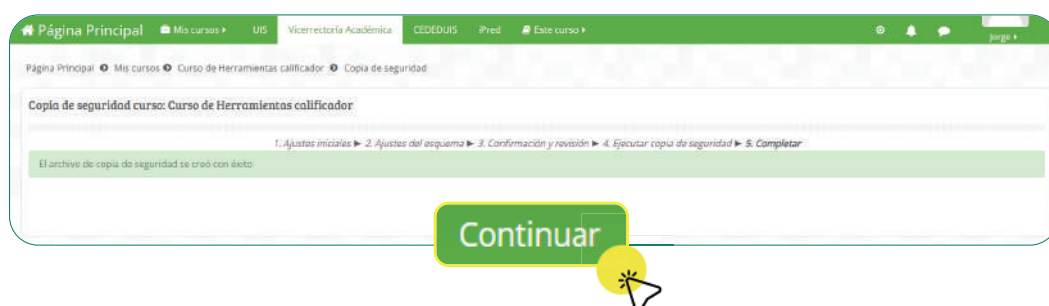 Página Principal Mis cursos UIS Vicerrectoría Académica CEDEDUIS iPred Este curso Jorge
Página Principal Mis cursos Curso de Herramientas calificador Copia de seguridad
Copia de seguridad curso: Curso de Herramientas calificador
1. Ajustes iniciales ► 2. Ajustes del esquema ► 3. Confirmación y revisión ► 4. Ejecutar copia de seguridad ► 5. Completar
El archivo de copia de seguridad se creó con éxito
Continuar